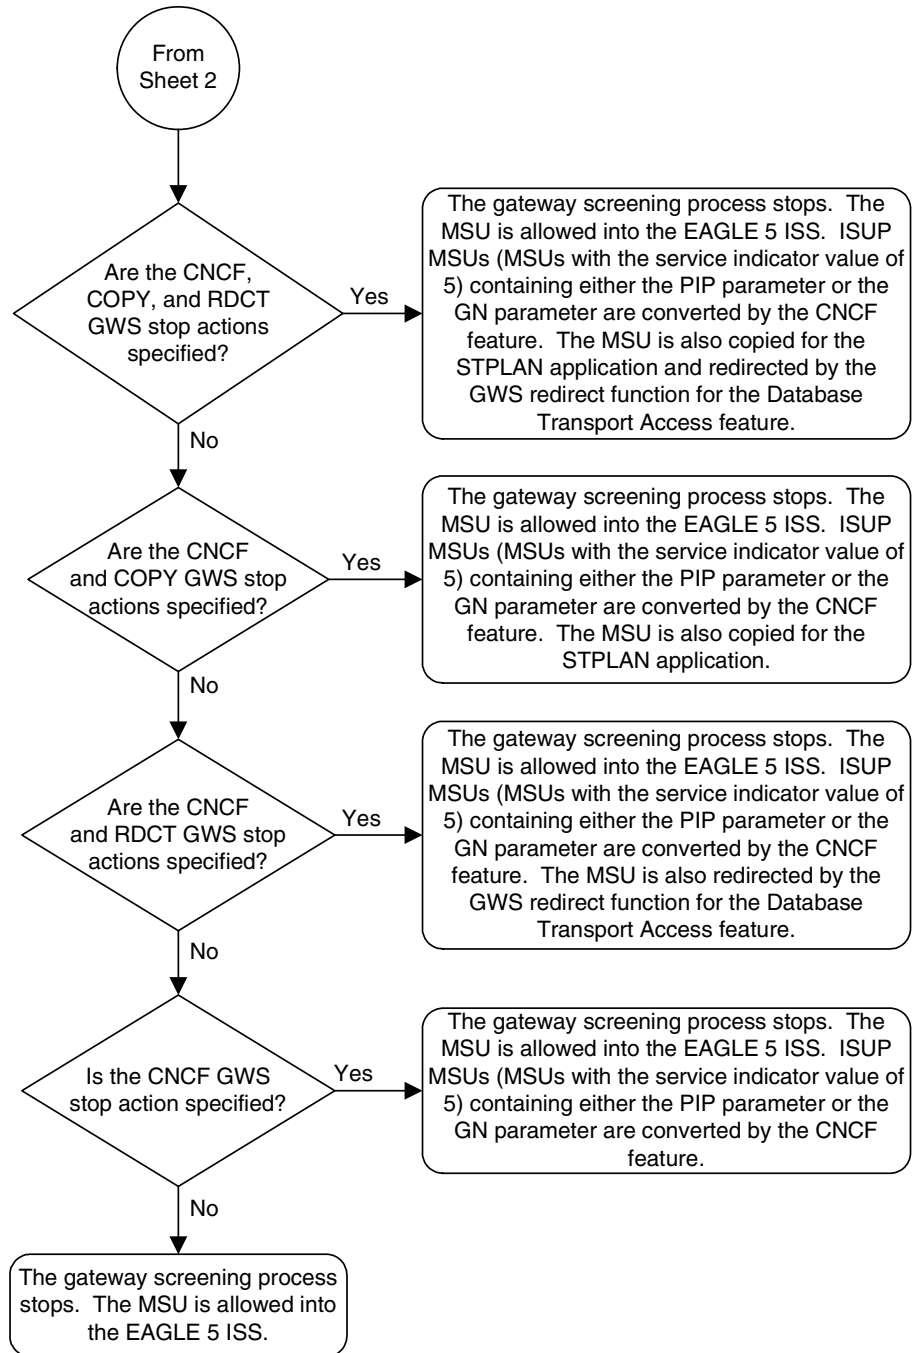 From
Sheet 2
Are the CNCF,
COPY, and RDCT
GWS stop actions
specified?
Yes
The gateway screening process stops. The
MSU is allowed into the EAGLE 5 ISS. ISUP
MSUs (MSUs with the service indicator value of
5) containing either the PIP parameter or the
GN parameter are converted by the CNCF
feature. The MSU is also copied for the
STPLAN application and redirected by the
GWS redirect function for the Database
Transport Access feature.
No
Are the CNCF
and COPY GWS stop
actions specified?
Yes
The gateway screening process stops. The
MSU is allowed into the EAGLE 5 ISS. ISUP
MSUs (MSUs with the service indicator value of
5) containing either the PIP parameter or the
GN parameter are converted by the CNCF
feature. The MSU is also copied for the
STPLAN application.
No
Are the CNCF
and RDCT GWS stop
actions specified?
Yes
The gateway screening process stops. The
MSU is allowed into the EAGLE 5 ISS. ISUP
MSUs (MSUs with the service indicator value of
5) containing either the PIP parameter or the
GN parameter are converted by the CNCF
feature. The MSU is also redirected by the
GWS redirect function for the Database
Transport Access feature.
No
Is the CNCF GWS
stop action specified?
Yes
The gateway screening process stops. The
MSU is allowed into the EAGLE 5 ISS. ISUP
MSUs (MSUs with the service indicator value of
5) containing either the PIP parameter or the
GN parameter are converted by the CNCF
feature.
No
The gateway screening process
stops. The MSU is allowed into
the EAGLE 5 ISS.